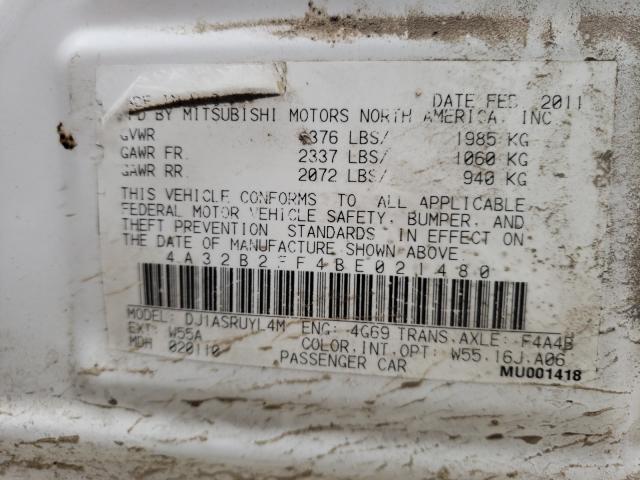 DATE FEB 2011
BY MITSUBISHI MOTORS NORTH AMERICA, INC
GVWR 4376 LBS/ 1985 KG
GAWR FR 2337 LBS/ 1060 KG
GAWR RR 2072 LBS/ 940 KG
THIS VEHICLE CONFORMS TO ALL APPLICABLE
FEDERAL MOTOR VEHICLE SAFETY, BUMPER, AND
THEFT PREVENTION STANDARDS IN EFFECT ON
THE DATE OF MANUFACTURE SHOWN ABOVE
4A32B2FF4BE021480
MODEL: DJ1ASRUYL4M ENG: 4G69 TRANS.AXLE: F4A4B
EXT: W55A COLOR.INT.OPT: W55.16J.A06
MDH 020110 PASSENGER CAR
MU001418